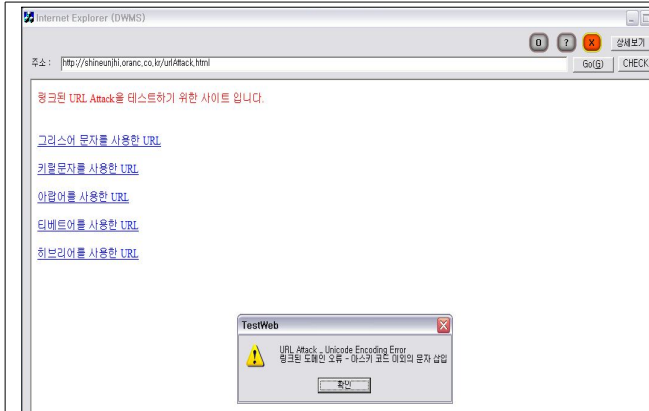 Internet Explorer (DWMS)
0 ? X 상세보기
주소 : http://shineunjhi.oranc.co.kr/urlAttack.html Go(G) CHECK
링크된 URL Attack을 테스트하기 위한 사이트 입니다.
그리스어 문자를 사용한 URL
키릴문자를 사용한 URL
아랍어를 사용한 URL
티베트어를 사용한 URL
히브리어를 사용한 URL
TestWeb
URL Attack _ Unicode Encoding Error
링크된 도메인 오류 - 아스키 코드 이외의 문자 삽입
확인